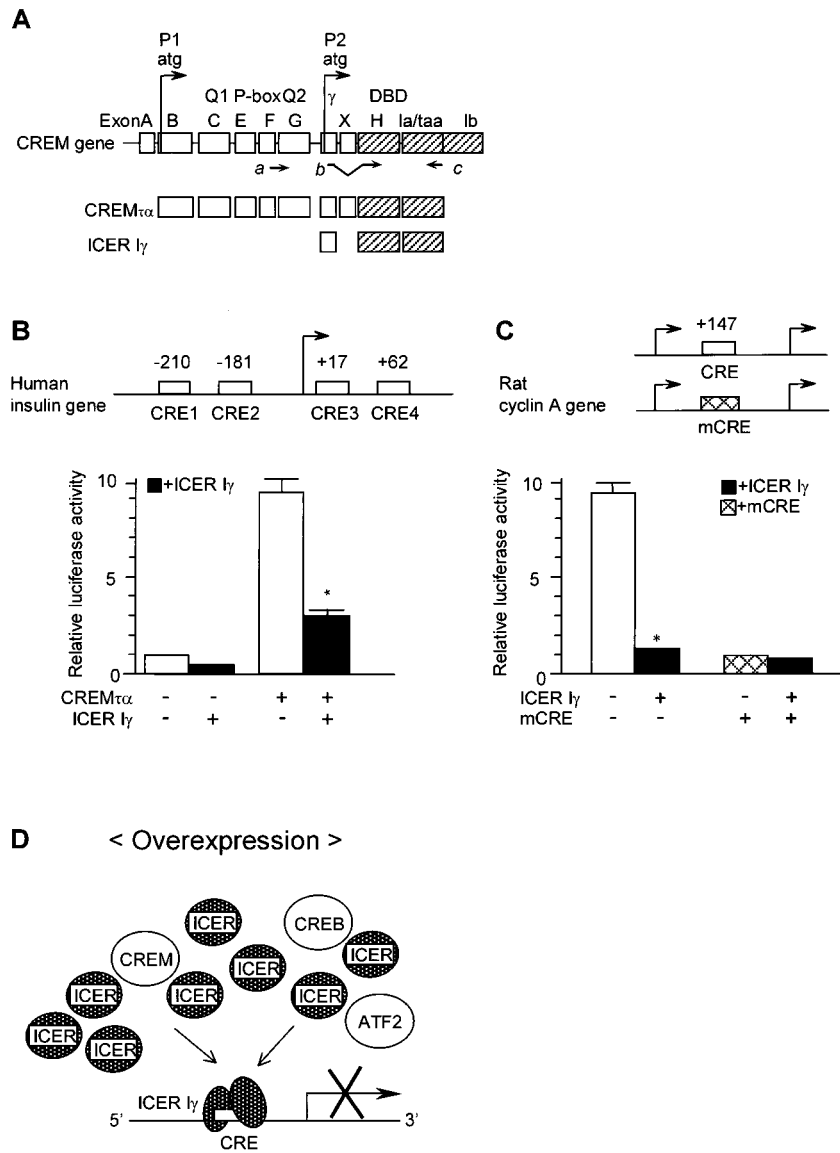 A
P1
atg
P2
atg
Q1 P-box Q2
γ
DBD
Exon A B C E F G X H Ia/taa Ib
CREM gene
a b c
CREMτα
ICER Iγ
B
-210 -181 +17 +62
Human
insulin gene
CRE1 CRE2 CRE3 CRE4
Relative luciferase activity
10
5
0
+ICER Iγ
*
CREMτα - - + +
ICER Iγ - + - +
C
+147
CRE
Rat
cyclin A gene
mCRE
Relative luciferase activity
10
5
0
+ICER Iγ
+mCRE
*
ICER Iγ - + - +
mCRE - - + +
D
< Overexpression >
ICER
CREB
CREM
ICER
ICER
ICER
ICER
ICER
ATF2
ICER
ICER
ICER Iγ
5' 3'
CRE